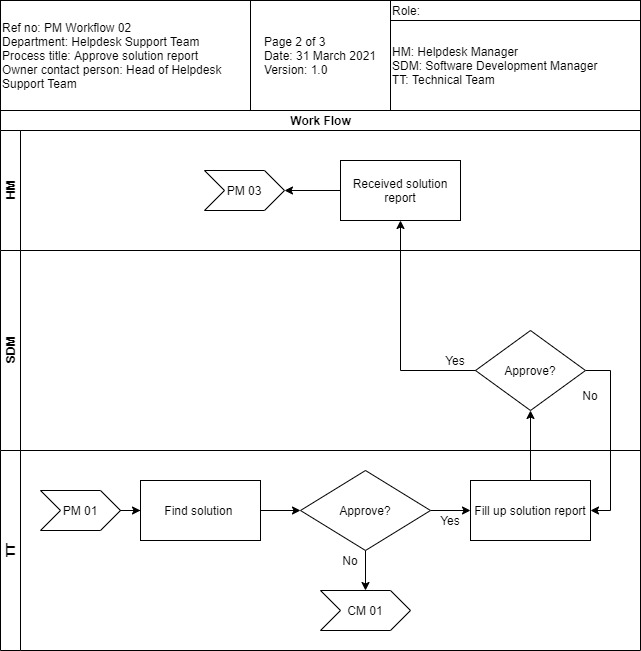 Ref no: PM Workflow 02
Department: Helpdesk Support Team
Process title: Approve solution report
Owner contact person: Head of Helpdesk
Support Team
Page 2 of 3
Date: 31 March 2021
Version: 1.0
Role:
HM: Helpdesk Manager
SDM: Software Development Manager
TT: Technical Team
Work Flow
HM
PM 03
Received solution
report
SDM
Yes
Approve?
No
TT
PM 01
Find solution
Approve?
Yes
Fill up solution report
No
CM 01